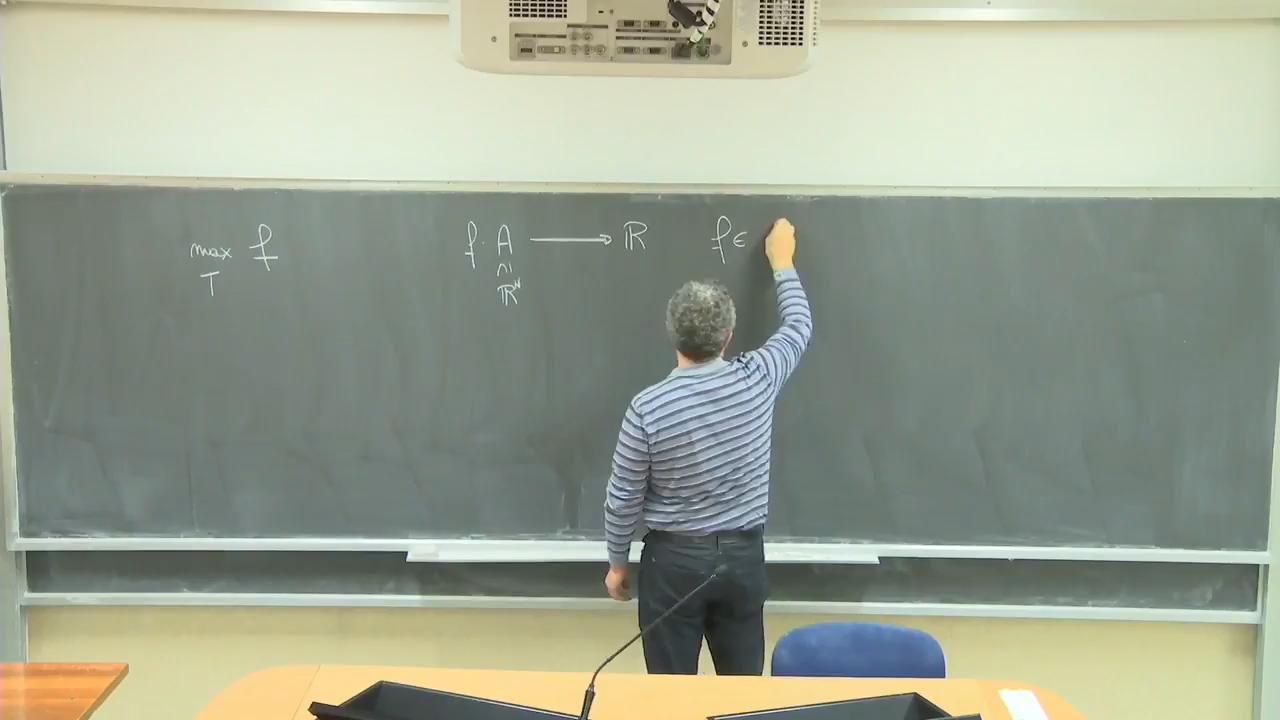 max f f: A ⟶ ℝ f ∈
T ∩|
ℝᴺ